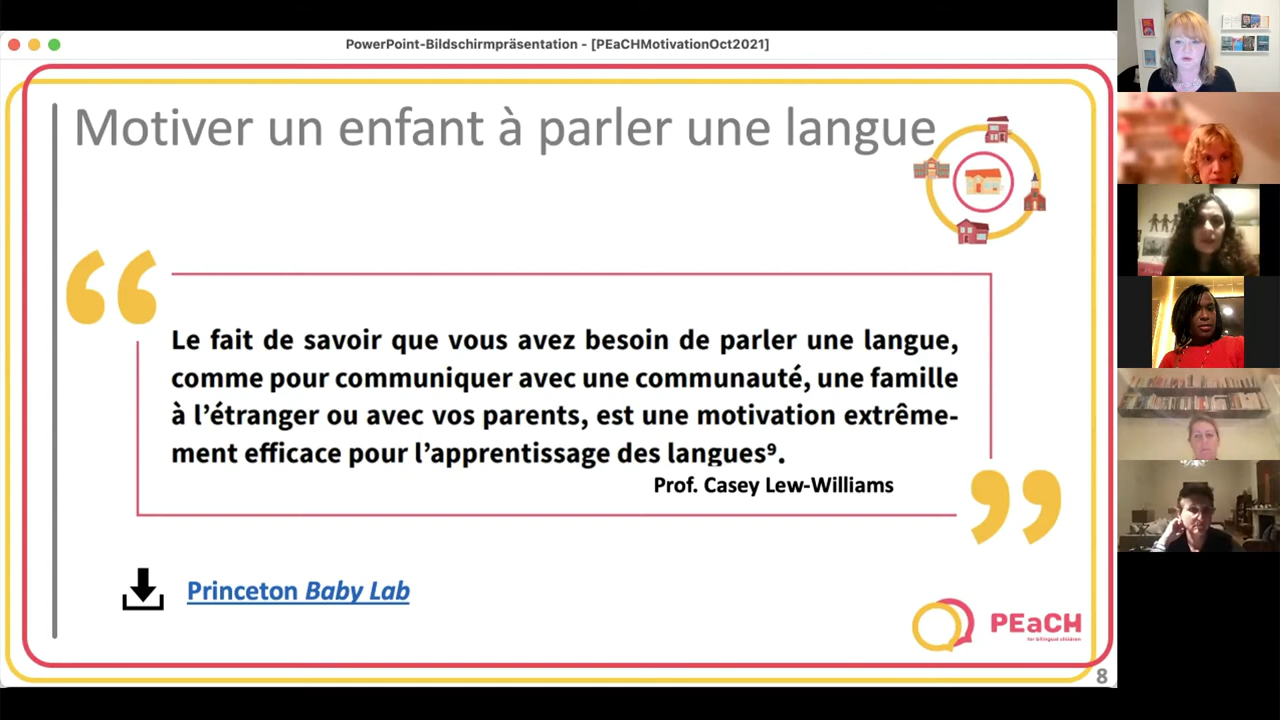 PowerPoint-Bildschirmpräsentation - [PEaCHMotivationOct2021]
Motiver un enfant à parler une langue
“
Le fait de savoir que vous avez besoin de parler une langue,
comme pour communiquer avec une communauté, une famille
à l’étranger ou avec vos parents, est une motivation extrême-
ment efficace pour l’apprentissage des langues⁹.
Prof. Casey Lew-Williams
”
Princeton Baby Lab
PEaCH
for bilingual children
8